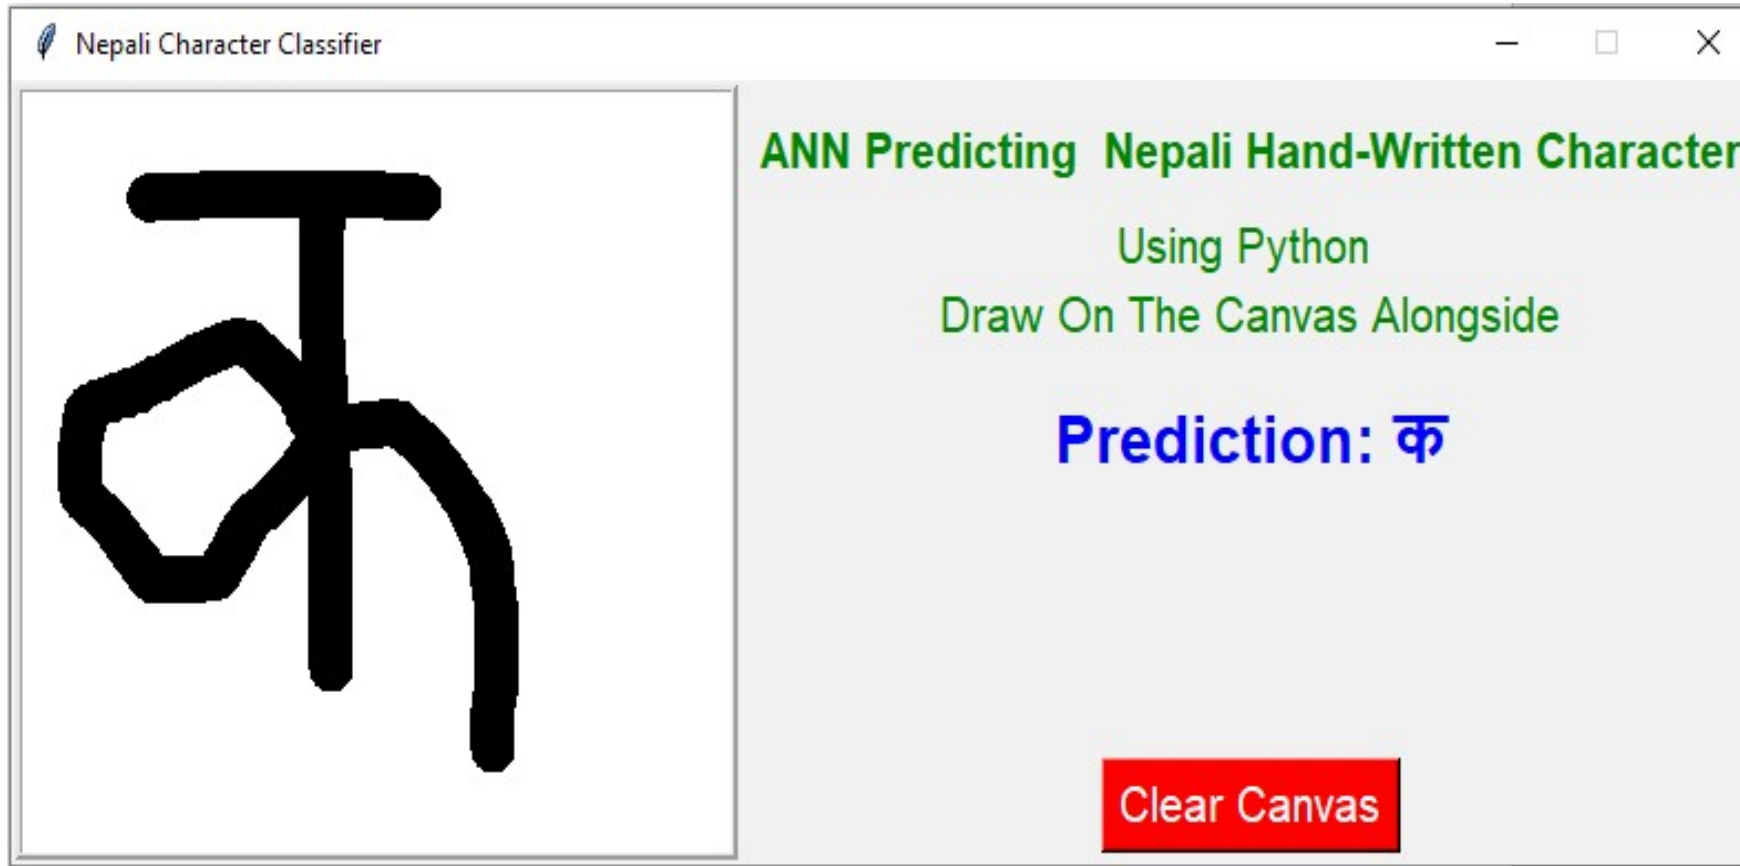 Nepali Character Classifier
क
ANN Predicting  Nepali Hand-Written Character
Using Python
Draw On The Canvas Alongside
Prediction: क
Clear Canvas